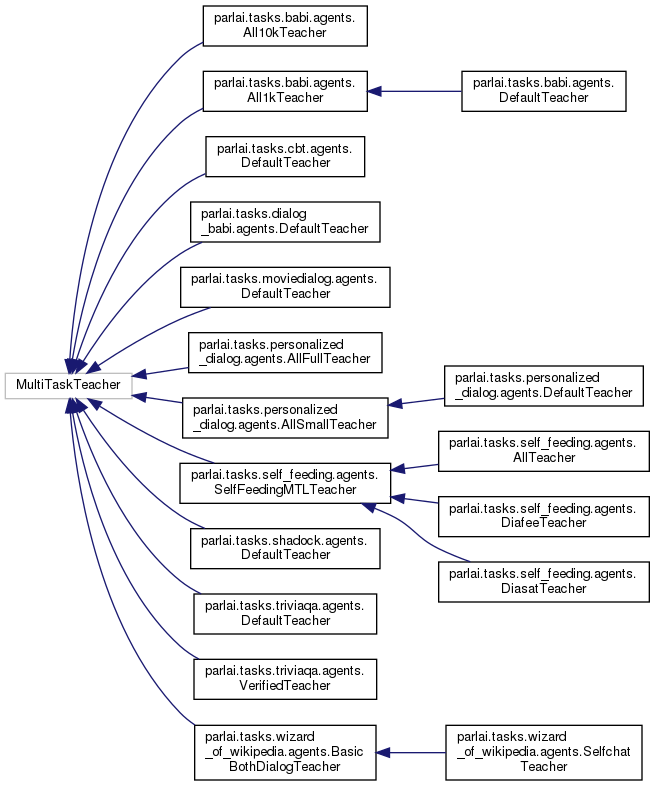 parlai.tasks.babi.agents.
All10kTeacher
parlai.tasks.babi.agents.
All1kTeacher
parlai.tasks.babi.agents.
DefaultTeacher
parlai.tasks.cbt.agents.
DefaultTeacher
parlai.tasks.dialog
_babi.agents.DefaultTeacher
parlai.tasks.moviedialog.agents.
DefaultTeacher
parlai.tasks.personalized
_dialog.agents.AllFullTeacher
MultiTaskTeacher
parlai.tasks.personalized
_dialog.agents.AllSmallTeacher
parlai.tasks.personalized
_dialog.agents.DefaultTeacher
parlai.tasks.self_feeding.agents.
SelfFeedingMTLTeacher
parlai.tasks.self_feeding.agents.
AllTeacher
parlai.tasks.self_feeding.agents.
DiafeeTeacher
parlai.tasks.self_feeding.agents.
DiasatTeacher
parlai.tasks.shadock.agents.
DefaultTeacher
parlai.tasks.triviaqa.agents.
DefaultTeacher
parlai.tasks.triviaqa.agents.
VerifiedTeacher
parlai.tasks.wizard
_of_wikipedia.agents.Basic
BothDialogTeacher
parlai.tasks.wizard
_of_wikipedia.agents.Selfchat
Teacher